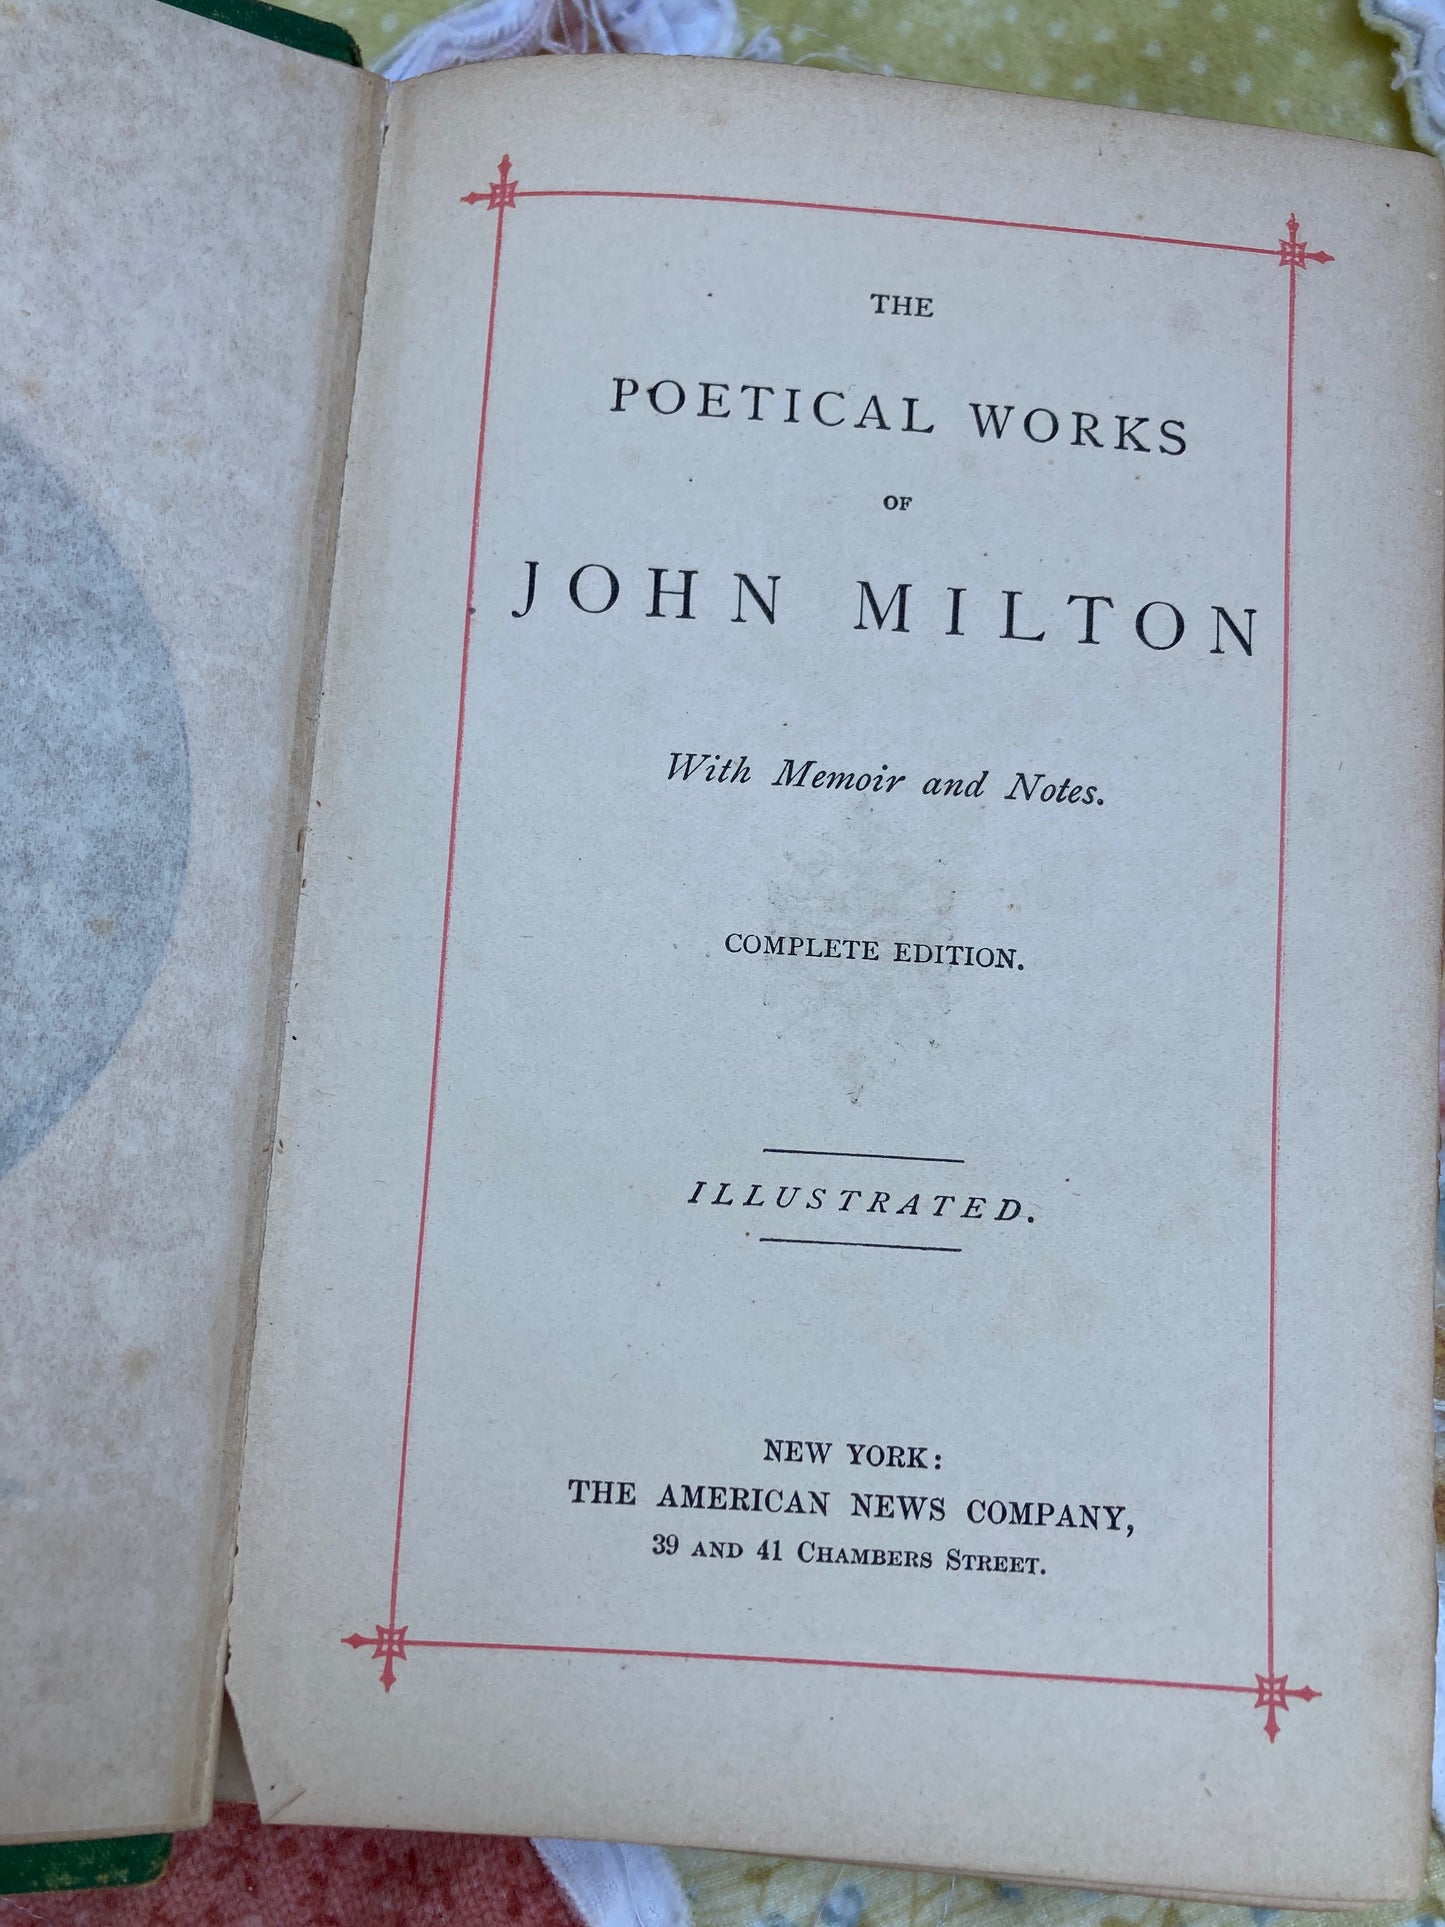 THE
POETICAL WORKS
OF
JOHN MILTON
With Memoir and Notes.
COMPLETE EDITION.
ILLUSTRATED.
NEW YORK:
THE AMERICAN NEWS COMPANY,
39 AND 41 CHAMBERS STREET.